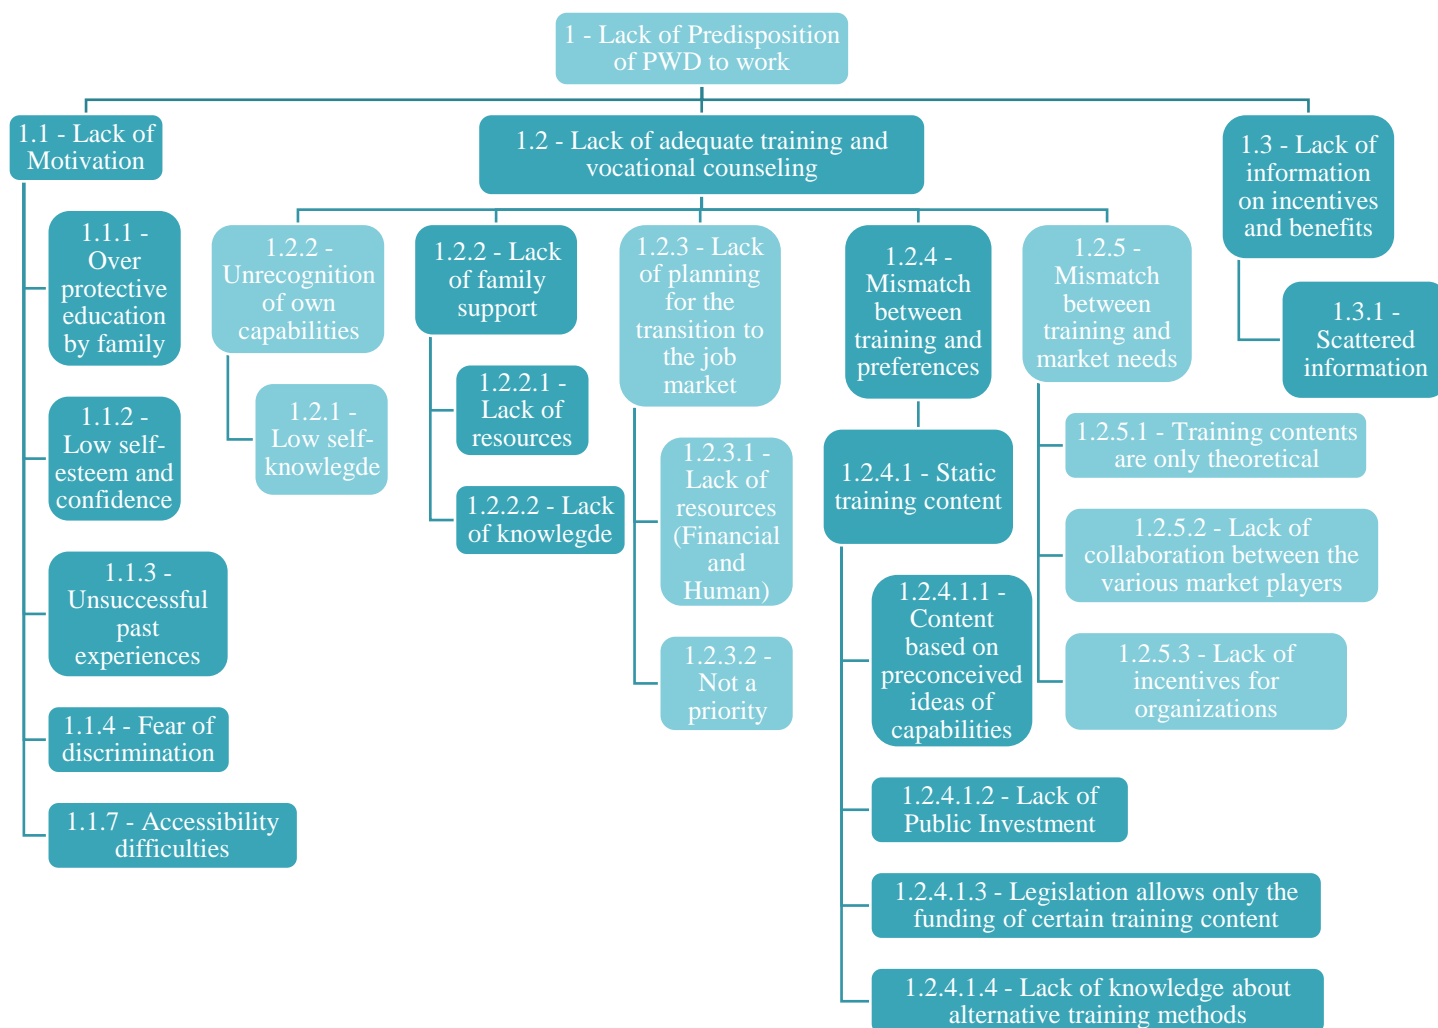 1 - Lack of Predisposition
of PWD to work
1.1 - Lack of
Motivation
1.1.1 -
Over
protective
education
by family
1.1.2 -
Low self-
esteem and
confidence
1.1.3 -
Unsuccessful
past
experiences
1.1.4 - Fear of
discrimination
1.1.7 - Accessibility
difficulties
1.2 - Lack of adequate training and
vocational counseling
1.2.2 -
Unrecognition
of own
capabilities
1.2.1 -
Low self-
knowlegde
1.2.2 - Lack
of family
support
1.2.2.1 -
Lack of
resources
1.2.2.2 - Lack
of knowlegde
1.2.3 - Lack
of planning
for the
transition to
the job
market
1.2.3.1 -
Lack of
resources
(Financial
and
Human)
1.2.3.2 -
Not a
priority
1.2.4 -
Mismatch
between
training and
preferences
1.2.4.1 - Static
training content
1.2.4.1.1 -
Content
based on
preconceived
ideas of
capabilities
1.2.4.1.2 - Lack of
Public Investment
1.2.4.1.3 - Legislation allows only the
funding of certain training content
1.2.4.1.4 - Lack of knowledge about
alternative training methods
1.2.5 -
Mismatch
between
training and
market needs
1.2.5.1 - Training contents
are only theoretical
1.2.5.2 - Lack of
collaboration between the
various market players
1.2.5.3 - Lack of
incentives for
organizations
1.3 - Lack of
information
on incentives
and benefits
1.3.1 -
Scattered
information